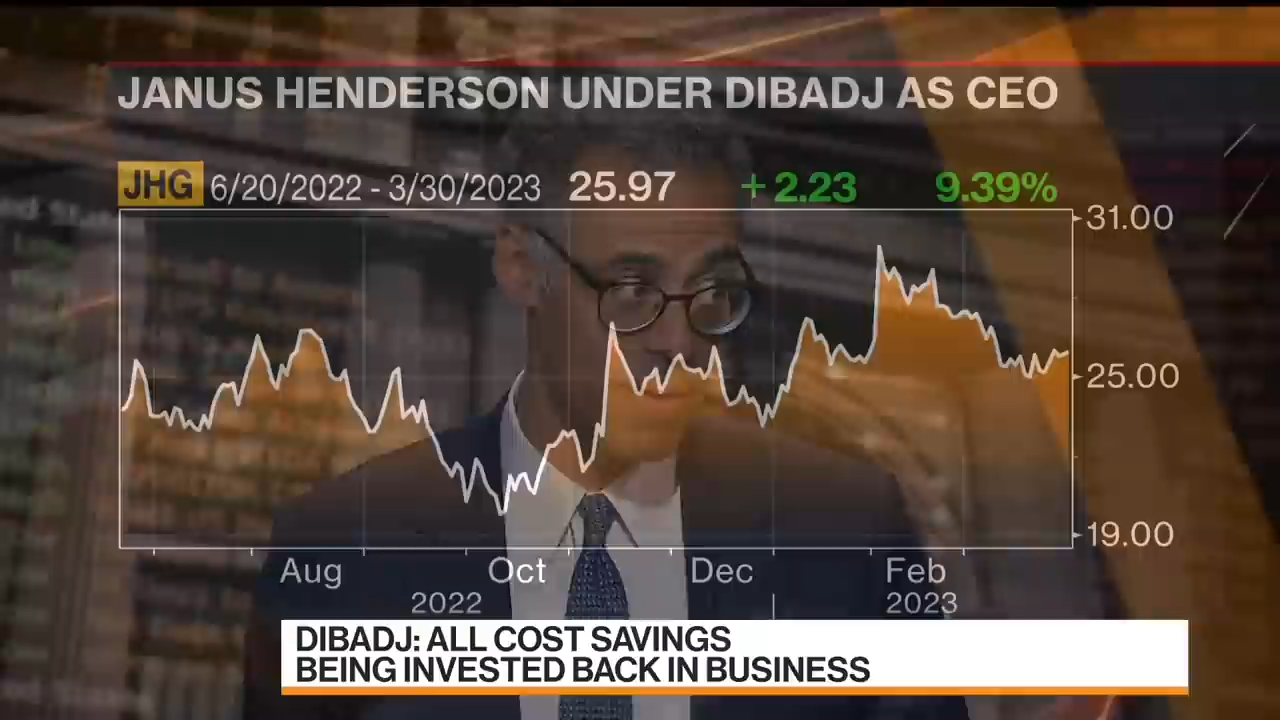 JANUS HENDERSON UNDER DIBADJ AS CEO
JHG 6/20/2022 - 3/30/2023 25.97 +2.23 9.39%
31.00
25.00
19.00
Aug Oct Dec Feb
2022 2023
DIBADJ: ALL COST SAVINGS
BEING INVESTED BACK IN BUSINESS